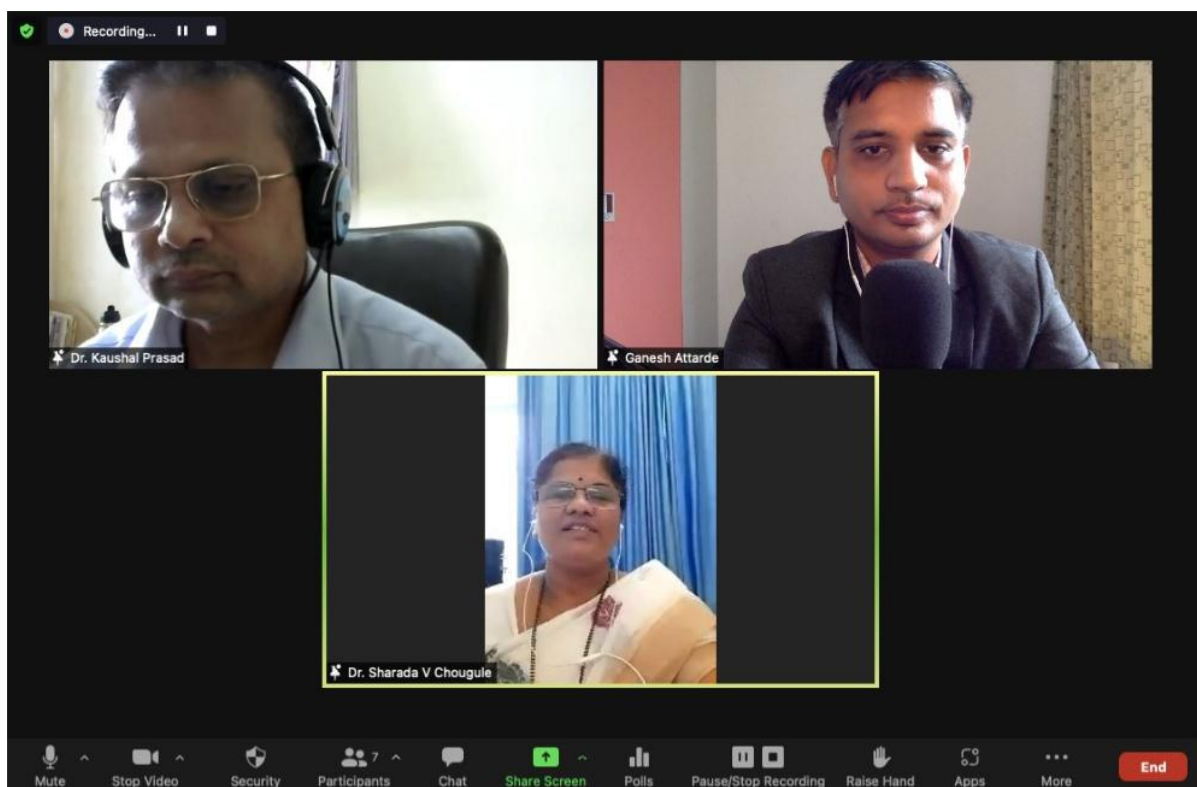 Recording...
Dr. Kaushal Prasad
Ganesh Attarde
Dr. Sharada V Chougule
7
Mute
Stop Video
Security
Participants
Chat
Share Screen
Polls
Pause/Stop Recording
Raise Hand
Apps
More
End